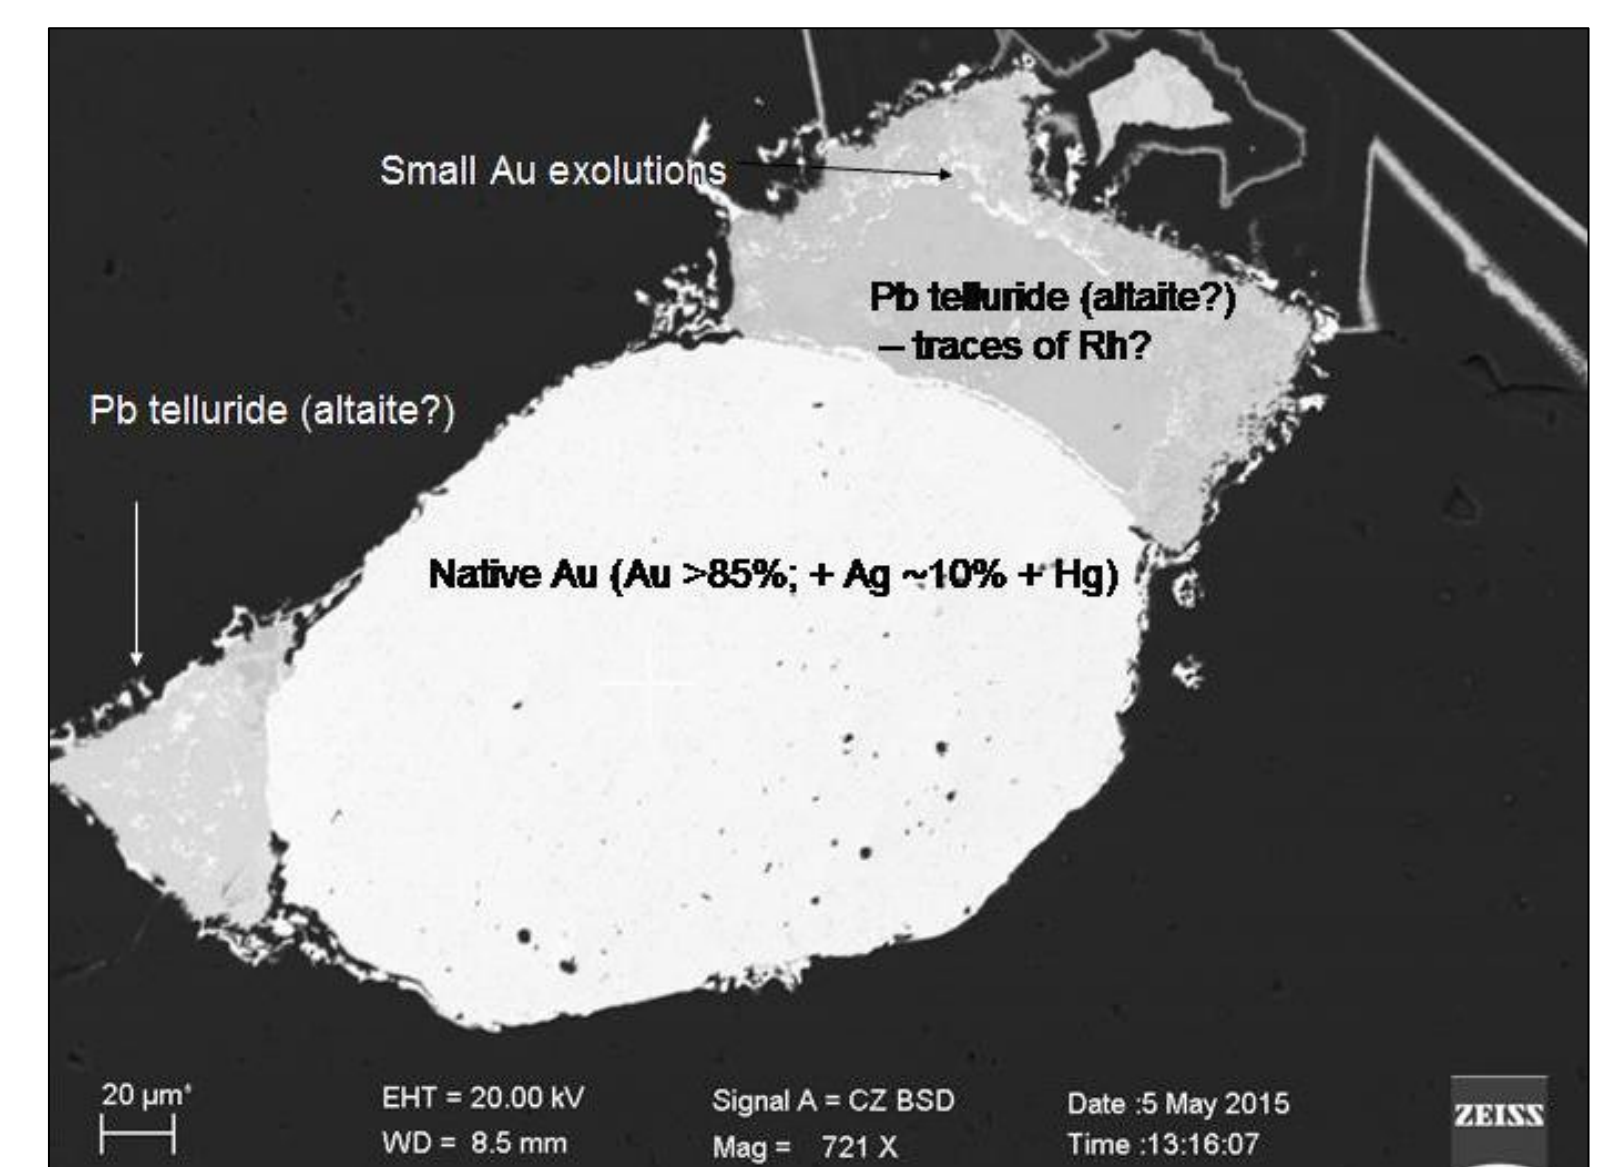 Small Au exolutions
Pb telluride (altaite?)
– traces of Rh?
Pb telluride (altaite?)
Native Au (Au >85%; + Ag ~10% + Hg)
20 µm*
EHT = 20.00 kV
WD = 8.5 mm
Signal A = CZ BSD
Mag = 721 X
Date :5 May 2015
Time :13:16:07
ZEISS